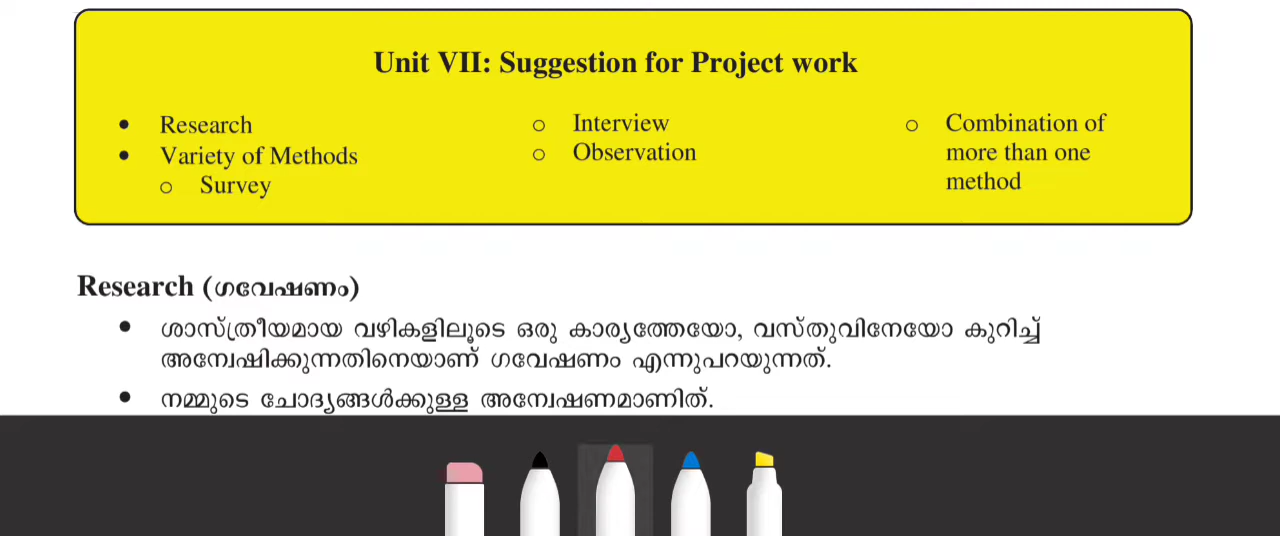 Unit VII: Suggestion for Project work
• Research
• Variety of Methods
o Survey
o Interview
o Observation
o Combination of
more than one
method
Research (ഗവേഷണം)
• ശാസ്ത്രീയമായ വഴികളിലൂടെ ഒരു കാര്യത്തേയോ, വസ്തുവിനേയോ കുറിച്ച്
അന്വേഷിക്കുന്നതിനെയാണ് ഗവേഷണം എന്നുപറയുന്നത്.
• നമ്മുടെ ചോദ്യങ്ങൾക്കുള്ള അന്വേഷണമാണിത്.